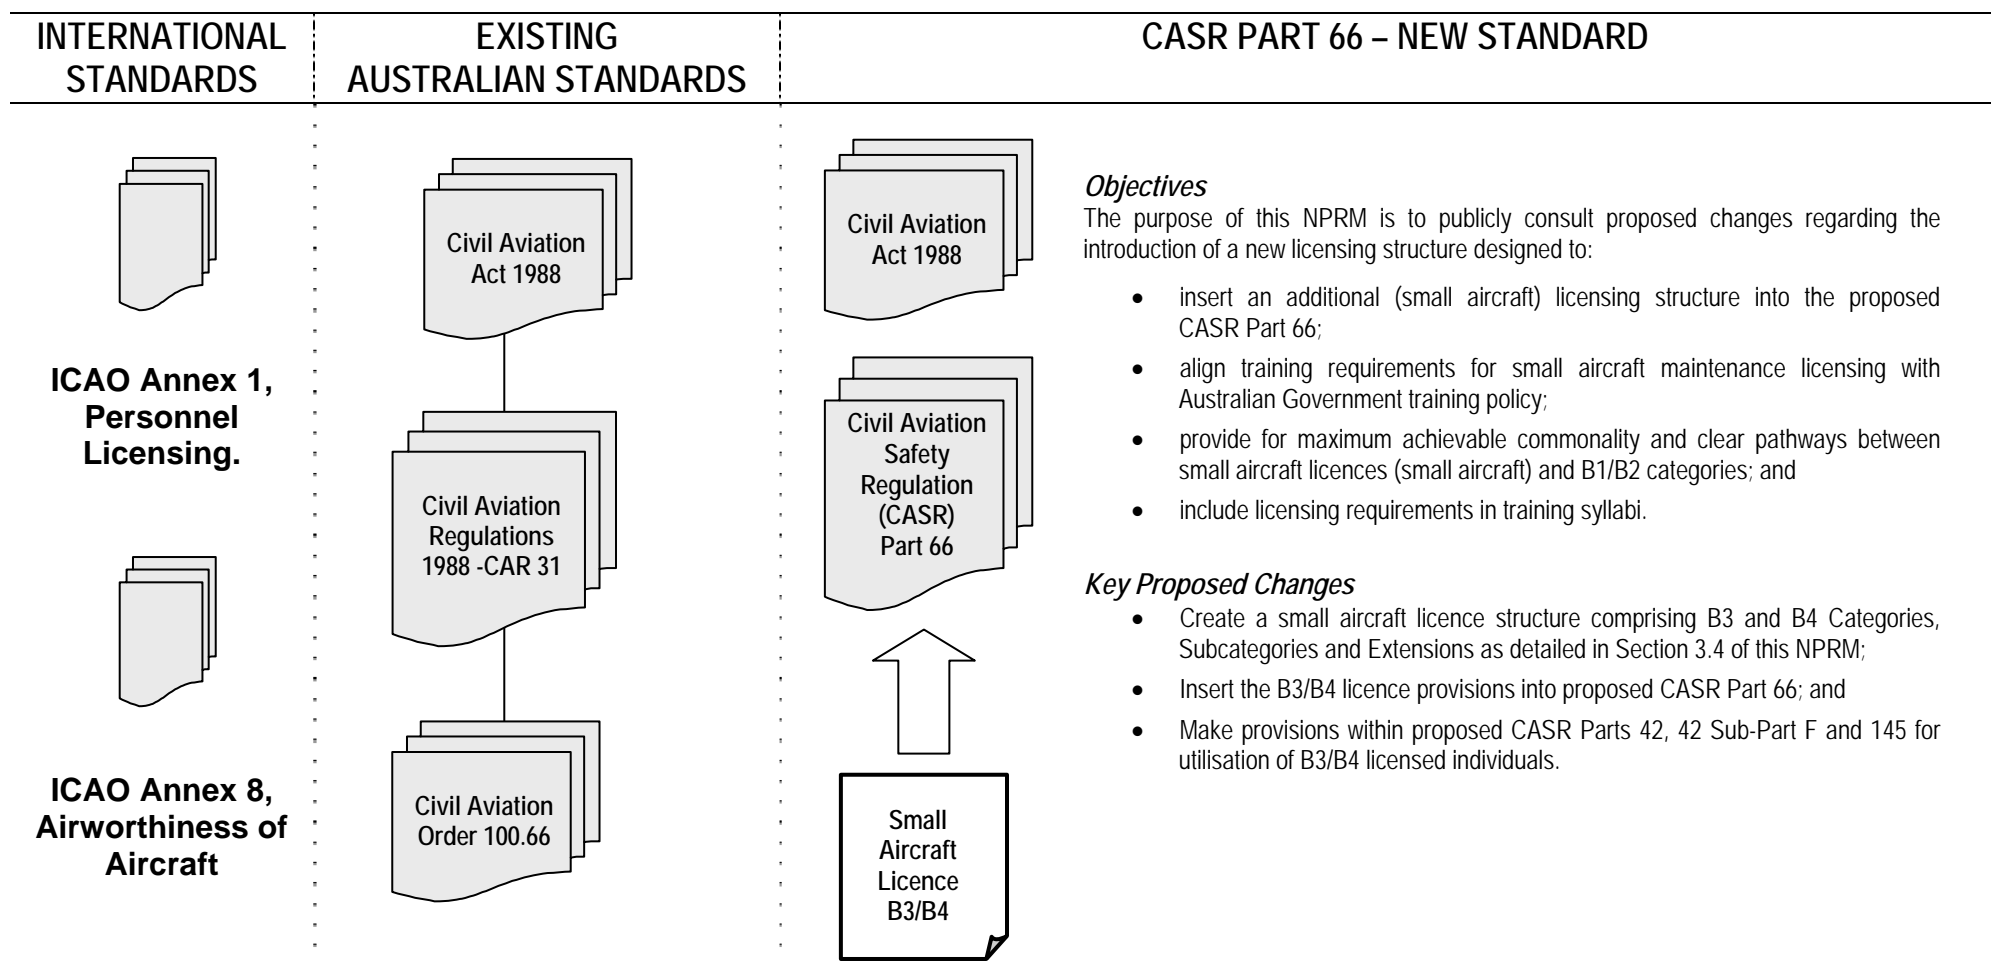 INTERNATIONAL
STANDARDS
EXISTING
AUSTRALIAN STANDARDS
CASR PART 66 – NEW STANDARD
ICAO Annex 1,
Personnel
Licensing.
ICAO Annex 8,
Airworthiness of
Aircraft
Civil Aviation
Act 1988
Civil Aviation
Regulations
1988 -CAR 31
Civil Aviation
Order 100.66
Civil Aviation
Act 1988
Civil Aviation
Safety
Regulation
(CASR)
Part 66
Small
Aircraft
Licence
B3/B4
Objectives
The purpose of this NPRM is to publicly consult proposed changes regarding the
introduction of a new licensing structure designed to:
• insert an additional (small aircraft) licensing structure into the proposed
CASR Part 66;
• align training requirements for small aircraft maintenance licensing with
Australian Government training policy;
• provide for maximum achievable commonality and clear pathways between
small aircraft licences (small aircraft) and B1/B2 categories; and
• include licensing requirements in training syllabi.
Key Proposed Changes
• Create a small aircraft licence structure comprising B3 and B4 Categories,
Subcategories and Extensions as detailed in Section 3.4 of this NPRM;
• Insert the B3/B4 licence provisions into proposed CASR Part 66; and
• Make provisions within proposed CASR Parts 42, 42 Sub-Part F and 145 for
utilisation of B3/B4 licensed individuals.